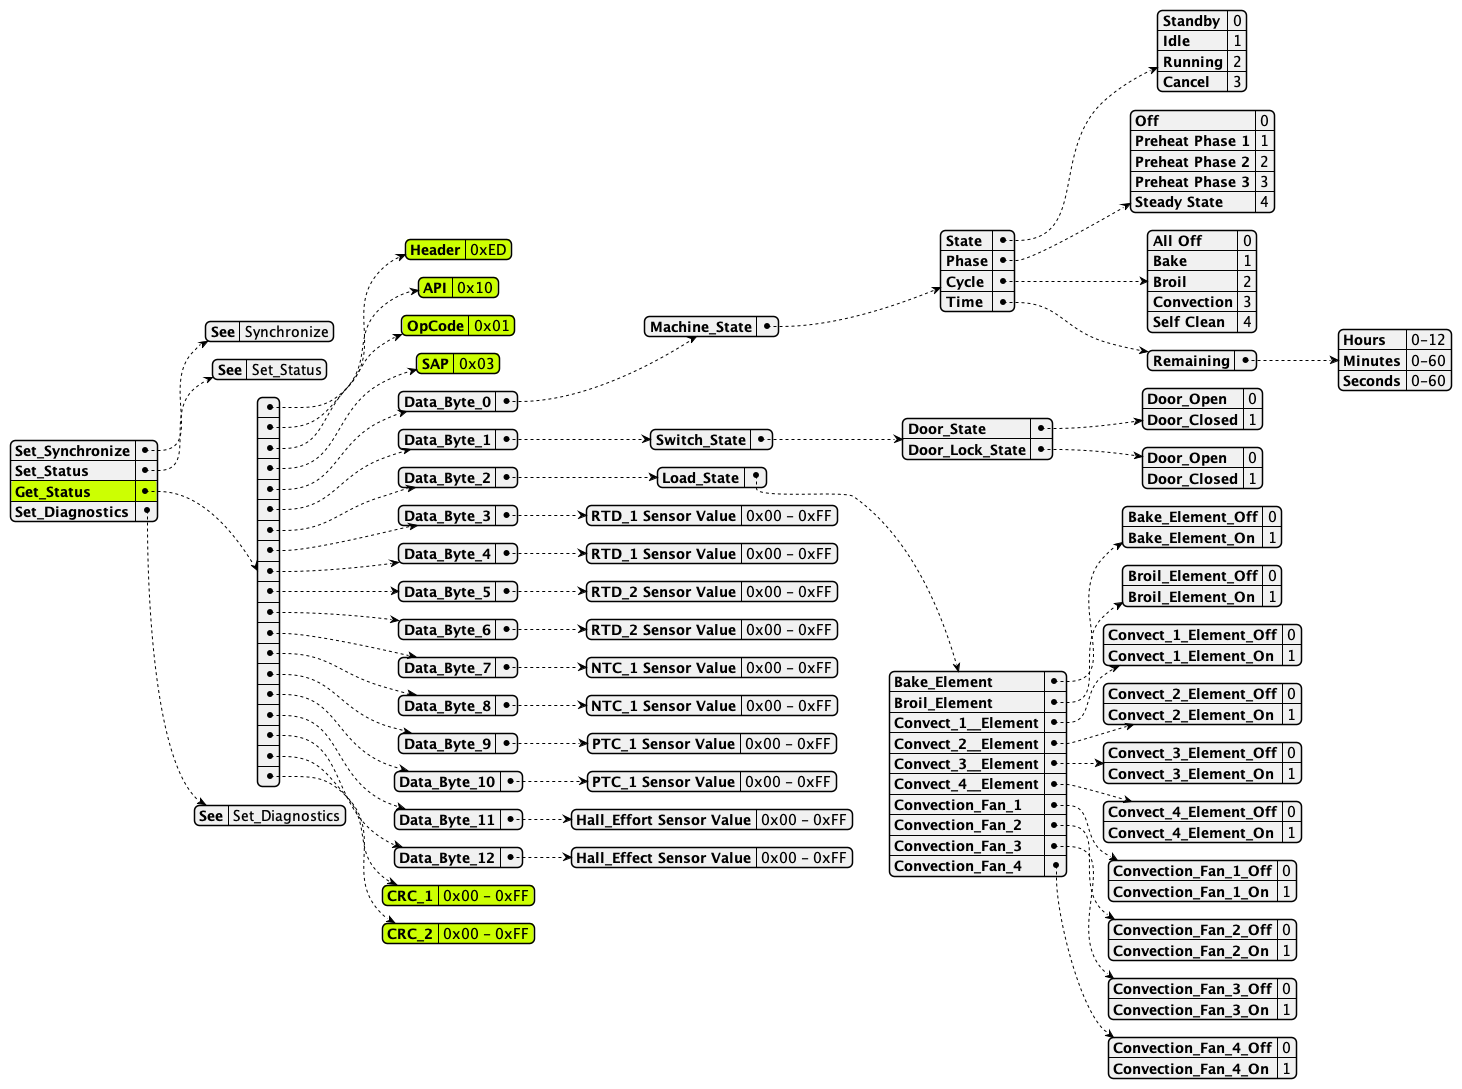 Set_Synchronize
Set_Status
Get_Status
Set_Diagnostics
See Synchronize
See Set_Status
Header 0xED
API 0x10
OpCode 0x01
SAP 0x03
Data_Byte_0
Machine_State
State
Phase
Cycle
Time
Standby 0
Idle 1
Running 2
Cancel 3
Off 0
Preheat Phase 1 1
Preheat Phase 2 2
Preheat Phase 3 3
Steady State 4
All Off 0
Bake 1
Broil 2
Convection 3
Self Clean 4
Remaining
Hours 0-12
Minutes 0-60
Seconds 0-60
Data_Byte_1
Switch_State
Door_State
Door_Lock_State
Door_Open 0
Door_Closed 1
Door_Open 0
Door_Closed 1
Data_Byte_2
Load_State
Bake_Element
Broil_Element
Convect_1__Element
Convect_2__Element
Convect_3__Element
Convect_4__Element
Convection_Fan_1
Convection_Fan_2
Convection_Fan_3
Convection_Fan_4
Bake_Element_Off 0
Bake_Element_On 1
Broil_Element_Off 0
Broil_Element_On 1
Convect_1_Element_Off 0
Convect_1_Element_On 1
Convect_2_Element_Off 0
Convect_2_Element_On 1
Convect_3_Element_Off 0
Convect_3_Element_On 1
Convect_4_Element_Off 0
Convect_4_Element_On 1
Convection_Fan_1_Off 0
Convection_Fan_1_On 1
Convection_Fan_2_Off 0
Convection_Fan_2_On 1
Convection_Fan_3_Off 0
Convection_Fan_3_On 1
Convection_Fan_4_Off 0
Convection_Fan_4_On 1
Data_Byte_3
RTD_1 Sensor Value 0x00 - 0xFF
Data_Byte_4
RTD_1 Sensor Value 0x00 - 0xFF
Data_Byte_5
RTD_2 Sensor Value 0x00 - 0xFF
Data_Byte_6
RTD_2 Sensor Value 0x00 - 0xFF
Data_Byte_7
NTC_1 Sensor Value 0x00 - 0xFF
Data_Byte_8
NTC_1 Sensor Value 0x00 - 0xFF
Data_Byte_9
PTC_1 Sensor Value 0x00 - 0xFF
Data_Byte_10
PTC_1 Sensor Value 0x00 - 0xFF
Data_Byte_11
Hall_Effort Sensor Value 0x00 - 0xFF
Data_Byte_12
Hall_Effect Sensor Value 0x00 - 0xFF
CRC_1 0x00 - 0xFF
CRC_2 0x00 - 0xFF
See Set_Diagnostics